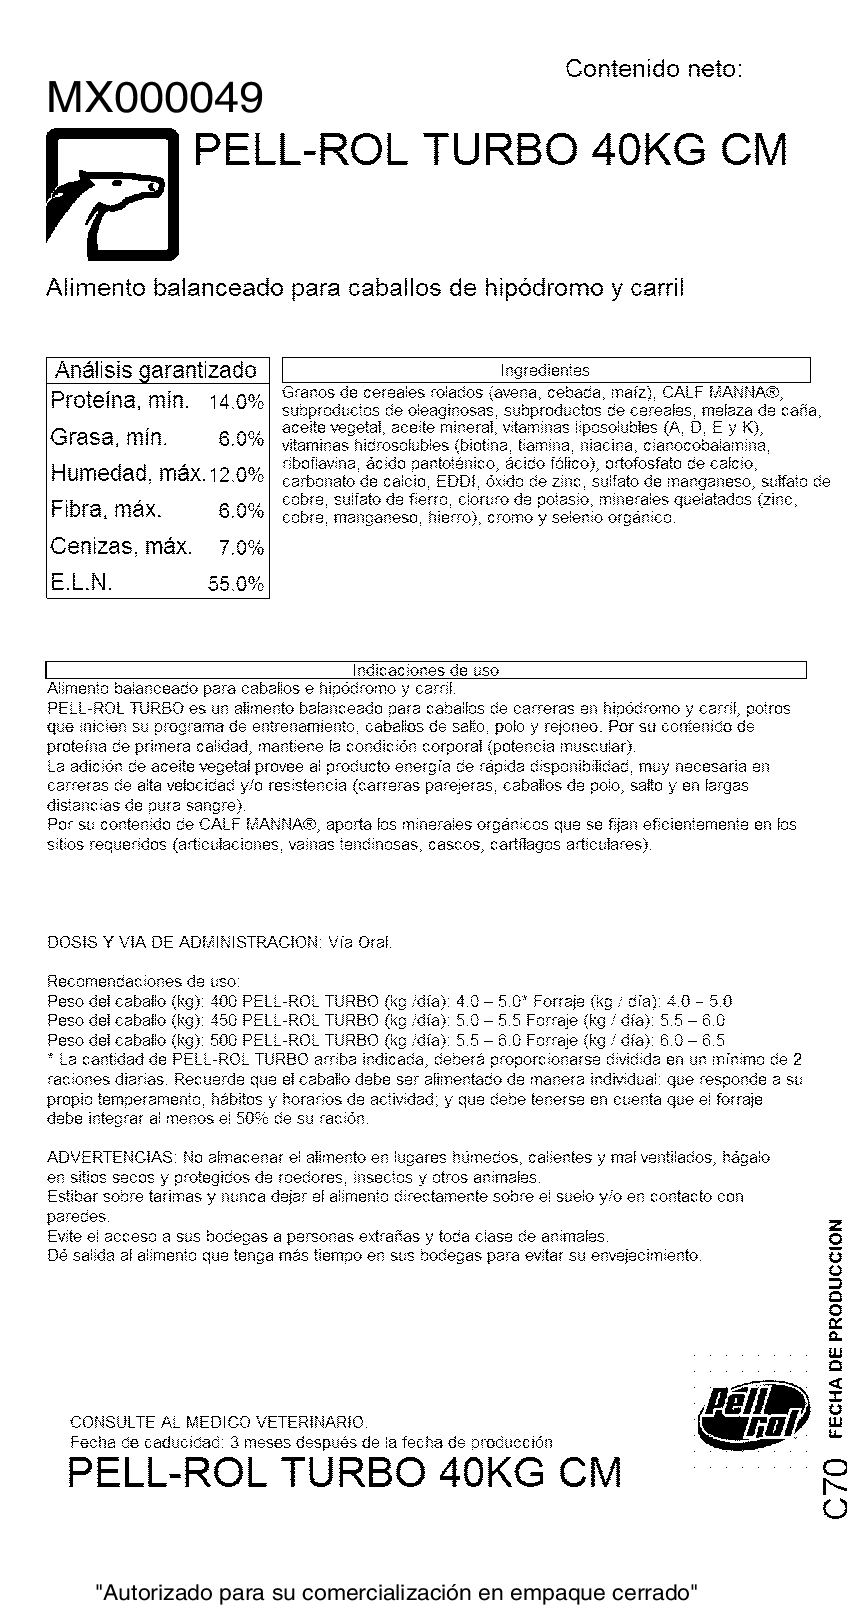 Contenido neto:
MX000049
PELL-ROL TURBO 40KG CM
Alimento balanceado para caballos de hipódromo y carril
Análisis garantizado
Proteína, mín. 14.0%
Grasa, mín. 6.0%
Humedad, máx. 12.0%
Fibra, máx. 6.0%
Cenizas, máx. 7.0%
E.L.N. 55.0%
Ingredientes
Granos de cereales rolados (avena, cebada, maíz), CALF MANNA®,
subproductos de oleaginosas, subproductos de cereales, melaza de caña,
aceite vegetal, aceite mineral, vitaminas liposolubles (A, D, E y K),
vitaminas hidrosolubles (biotina, tiamina, niacina, cianocobalamina,
riboflavina, ácido pantoténico, ácido fólico), ortofosfato de calcio,
carbonato de calcio, EDDI, óxido de zinc, sulfato de manganeso, sulfato de
cobre, sulfato de fierro, cloruro de potasio, minerales quelatados (zinc,
cobre, manganeso, hierro), cromo y selenio orgánico.
Indicaciones de uso
Alimento balanceado para caballos e hipódromo y carril.
PELL-ROL TURBO es un alimento balanceado para caballos de carreras en hipódromo y carril, potros
que inicien su programa de entrenamiento, caballos de salto, polo y rejoneo. Por su contenido de
proteína de primera calidad, mantiene la condición corporal (potencia muscular).
La adición de aceite vegetal provee al producto energía de rápida disponibilidad, muy necesaria en
carreras de alta velocidad y/o resistencia (carreras parejeras, caballos de polo, salto y en largas
distancias de pura sangre).
Por su contenido de CALF MANNA®, aporta los minerales orgánicos que se fijan eficientemente en los
sitios requeridos (articulaciones, vainas tendinosas, cascos, cartílagos articulares).
DOSIS Y VIA DE ADMINISTRACION: Vía Oral.
Recomendaciones de uso:
Peso del caballo (kg): 400 PELL-ROL TURBO (kg /día): 4.0 – 5.0* Forraje (kg / día): 4.0 – 5.0
Peso del caballo (kg): 450 PELL-ROL TURBO (kg /día): 5.0 – 5.5 Forraje (kg / día): 5.5 – 6.0
Peso del caballo (kg): 500 PELL-ROL TURBO (kg /día): 5.5 – 6.0 Forraje (kg / día): 6.0 – 6.5
* La cantidad de PELL-ROL TURBO arriba indicada, deberá proporcionarse dividida en un mínimo de 2
raciones diarias. Recuerde que el caballo debe ser alimentado de manera individual: que responde a su
propio temperamento, hábitos y horarios de actividad; y que debe tenerse en cuenta que el forraje
debe integrar al menos el 50% de su ración.
ADVERTENCIAS: No almacenar el alimento en lugares húmedos, calientes y mal ventilados, hágalo
en sitios secos y protegidos de roedores, insectos y otros animales.
Estibar sobre tarimas y nunca dejar el alimento directamente sobre el suelo y/o en contacto con
paredes.
Evite el acceso a sus bodegas a personas extrañas y toda clase de animales.
Dé salida al alimento que tenga más tiempo en sus bodegas para evitar su envejecimiento.
FECHA DE PRODUCCION
C70
Pell
rol
CONSULTE AL MEDICO VETERINARIO.
Fecha de caducidad: 3 meses después de la fecha de producción
PELL-ROL TURBO 40KG CM
"Autorizado para su comercialización en empaque cerrado"